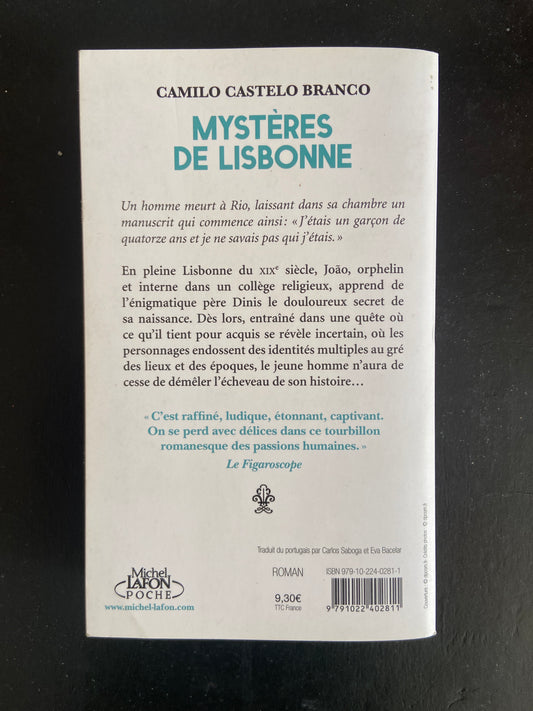 CAMILO CASTELO BRANCO
MYSTÈRES
DE LISBONNE
Un homme meurt à Rio, laissant dans sa chambre un
manuscrit qui commence ainsi : « J'étais un garçon de
quatorze ans et je ne savais pas qui j'étais. »
En pleine Lisbonne du XIXe siècle, João, orphelin
et interne dans un collège religieux, apprend de
l'énigmatique père Dinis le douloureux secret de
sa naissance. Dès lors, entraîné dans une quête où
ce qu'il tient pour acquis se révèle incertain, où les
personnages endossent des identités multiples au gré
des lieux et des époques, le jeune homme n'aura de
cesse de démêler l'écheveau de son histoire…
« C'est raffiné, ludique, étonnant, captivant.
On se perd avec délices dans ce tourbillon
romanesque des passions humaines. »
Le Figaroscope
Traduit du portugais par Carlos Saboga et Eva Bacelar
Michel
LAFON
POCHE
www.michel-lafon.com
ROMAN
9,30€
TTC France
ISBN 979-10-224-0281-1
9 791022 402811
Couverture : © dpcom.fr Crédits photos : © dpcom.fr